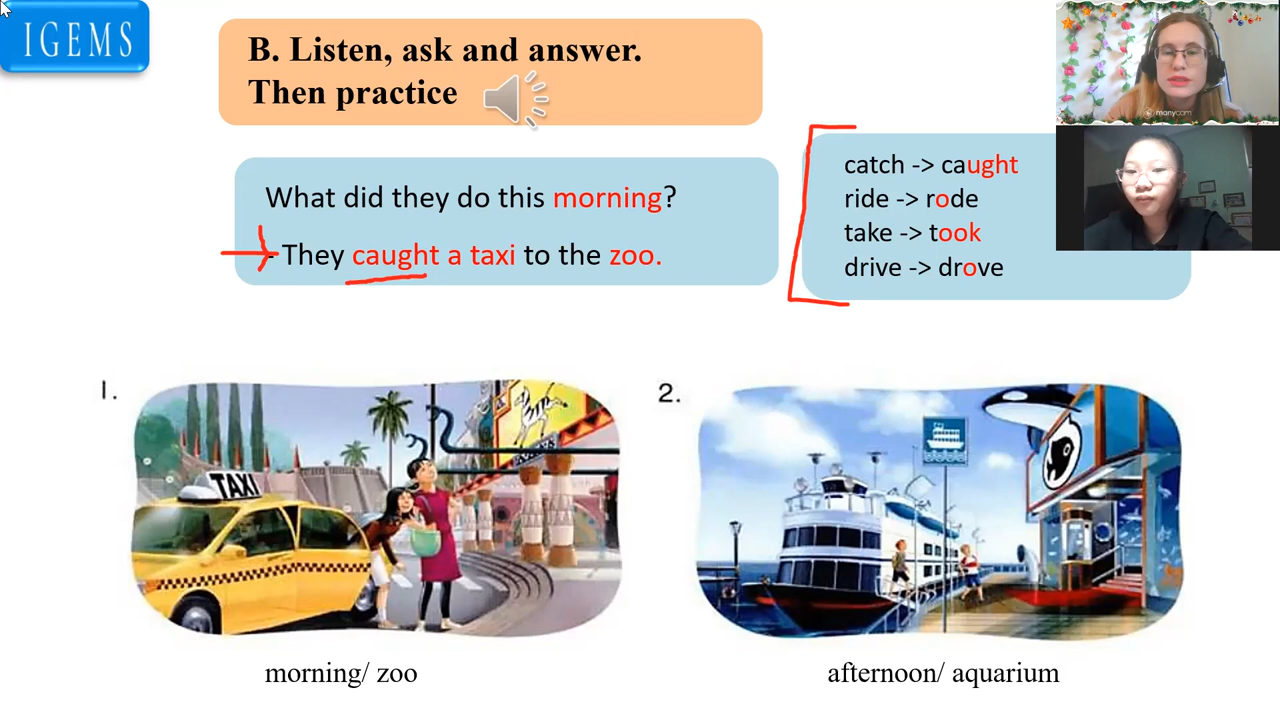 IGEMS
B. Listen, ask and answer.
Then practice
manycam
What did they do this morning?
- They caught a taxi to the zoo.
catch -> caught
ride -> rode
take -> took
drive -> drove
1.
TAXI
2.
morning/ zoo
afternoon/ aquarium